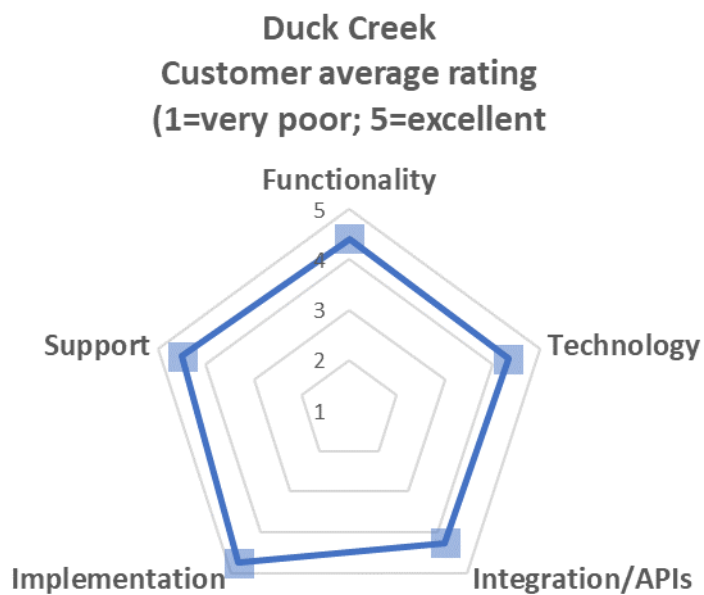 Duck Creek
Customer average rating
(1=very poor; 5=excellent
Functionality
5
4
3
2
1
Support
Technology
Implementation
Integration/APIs